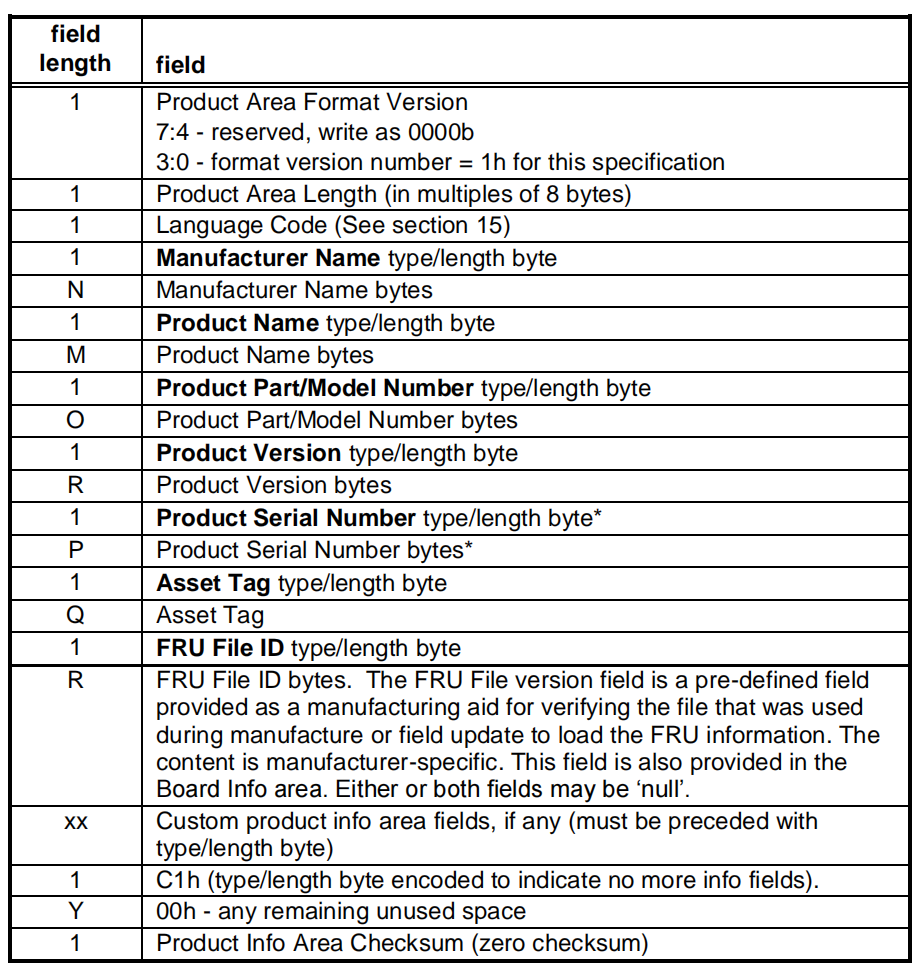 field
length field
1 Product Area Format Version
7:4 - reserved, write as 0000b
3:0 - format version number = 1h for this specification
1 Product Area Length (in multiples of 8 bytes)
1 Language Code (See section 15)
1 Manufacturer Name type/length byte
N Manufacturer Name bytes
1 Product Name type/length byte
M Product Name bytes
1 Product Part/Model Number type/length byte
O Product Part/Model Number bytes
1 Product Version type/length byte
R Product Version bytes
1 Product Serial Number type/length byte*
P Product Serial Number bytes*
1 Asset Tag type/length byte
Q Asset Tag
1 FRU File ID type/length byte
R FRU File ID bytes.  The FRU File version field is a pre-defined field
provided as a manufacturing aid for verifying the file that was used
during manufacture or field update to load the FRU information. The
content is manufacturer-specific. This field is also provided in the
Board Info area. Either or both fields may be ‘null’.
xx Custom product info area fields, if any (must be preceded with
type/length byte)
1 C1h (type/length byte encoded to indicate no more info fields).
Y 00h - any remaining unused space
1 Product Info Area Checksum (zero checksum)